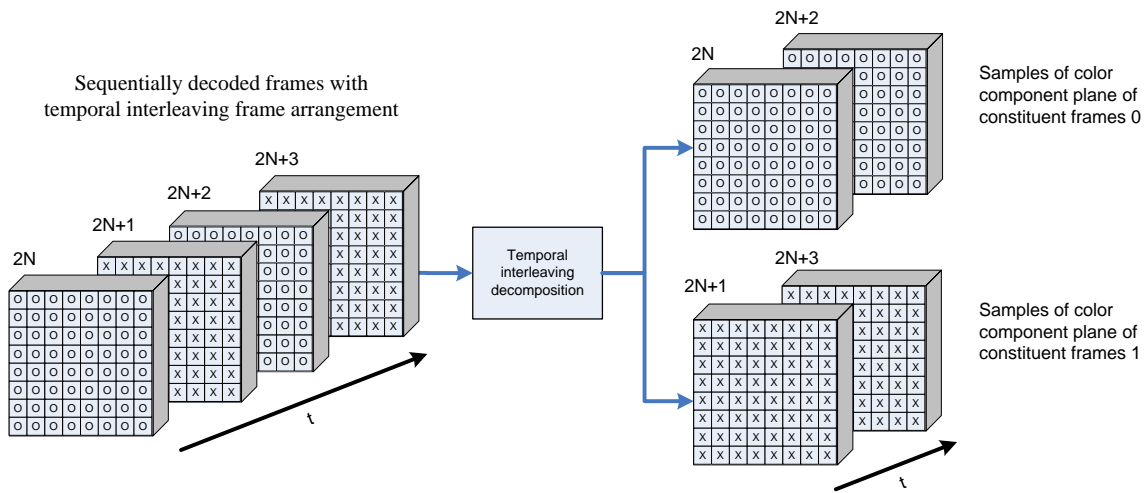 Sequentially decoded frames with
temporal interleaving frame arrangement
2N
2N+1
2N+2
2N+3
t
Temporal
interleaving
decomposition
2N
2N+2
Samples of color
component plane of
constituent frames 0
2N+1
2N+3
Samples of color
component plane of
constituent frames 1
t